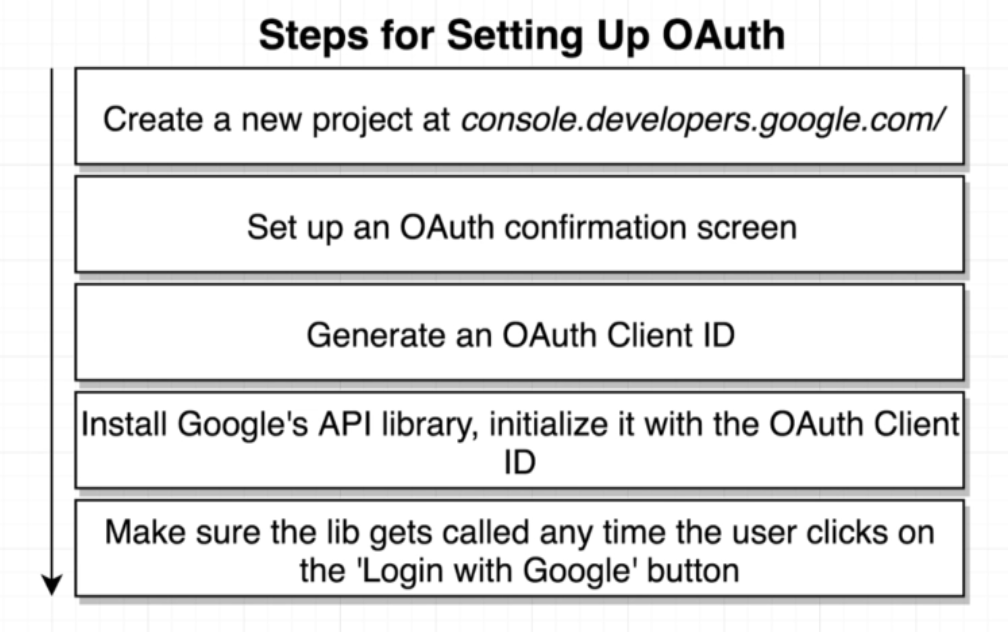 Steps for Setting Up OAuth
Create a new project at console.developers.google.com/
Set up an OAuth confirmation screen
Generate an OAuth Client ID
Install Google's API library, initialize it with the OAuth Client
ID
Make sure the lib gets called any time the user clicks on
the 'Login with Google' button